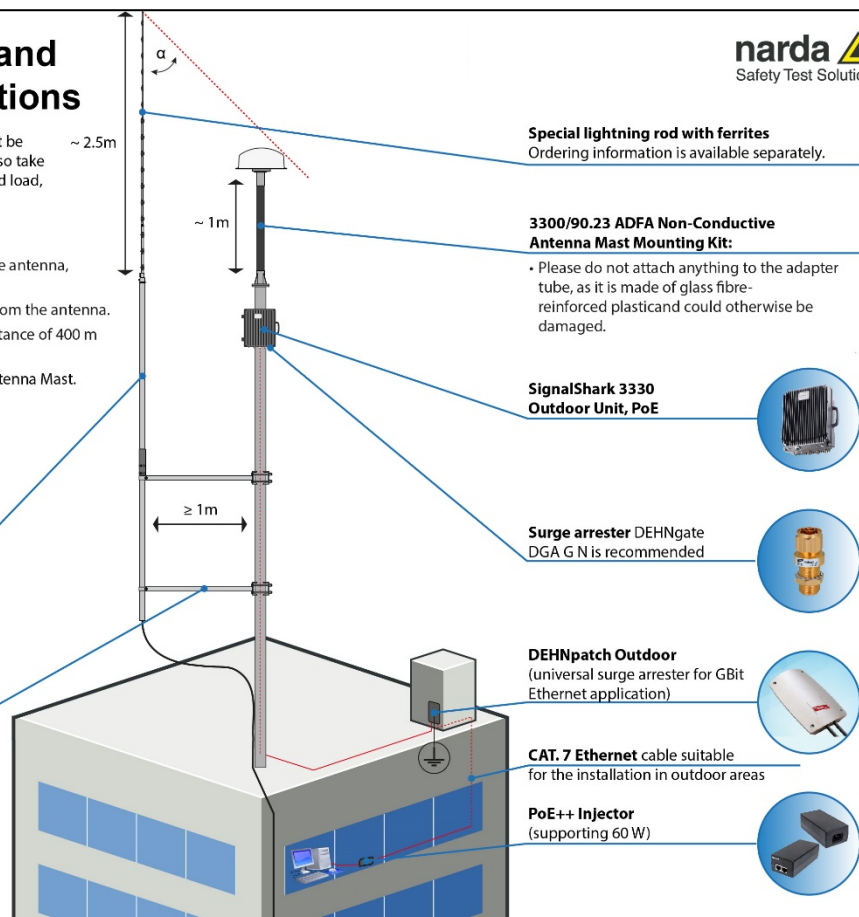 and
tions
t be
so take
d load,
e antenna,
om the antenna.
tance of 400 m
tenna Mast.
~ 2.5m
α
~ 1m
≥ 1m
narda
Safety Test Solutio
Special lightning rod with ferrites
Ordering information is available separately.
3300/90.23 ADFA Non-Conductive
Antenna Mast Mounting Kit:
• Please do not attach anything to the adapter
tube, as it is made of glass fibre-
reinforced plasticand could otherwise be
damaged.
SignalShark 3330
Outdoor Unit, PoE
Surge arrester DEHNgate
DGA G N is recommended
DEHNpatch Outdoor
(universal surge arrester for GBit
Ethernet application)
CAT. 7 Ethernet cable suitable
for the installation in outdoor areas
PoE++ Injector
(supporting 60 W)